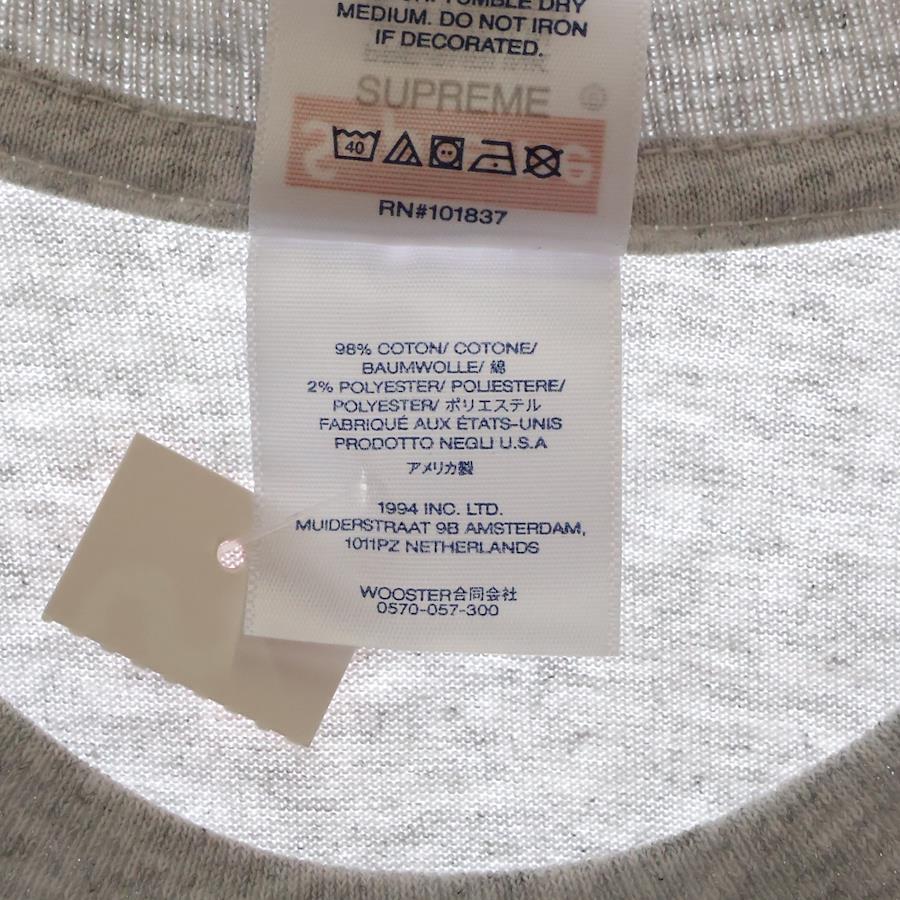 TUMBLE DRY
MEDIUM. DO NOT IRON
IF DECORATED.
SUPREME
40
RN#101837
98% COTON/ COTONE/
BAUMWOLLE/ 綿
2% POLYESTER/ POLIESTERE/
POLYESTER/ ポリエステル
FABRIQUÉ AUX ÉTATS-UNIS
PRODOTTO NEGLI U.S.A
アメリカ製
1994 INC. LTD.
MUIDERSTRAAT 9B AMSTERDAM,
1011PZ NETHERLANDS
WOOSTER合同会社
0570-057-300